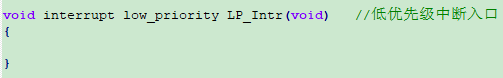 void interrupt low_priority LP_Intr(void)   //低优先级中断入口
{
}